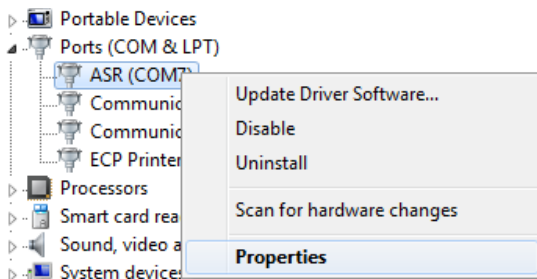 Portable Devices
Ports (COM & LPT)
ASR (COM7)
Communic
Communic
ECP Printer
Processors
Smart card rea
Sound, video a
System devices
Update Driver Software...
Disable
Uninstall
Scan for hardware changes
Properties